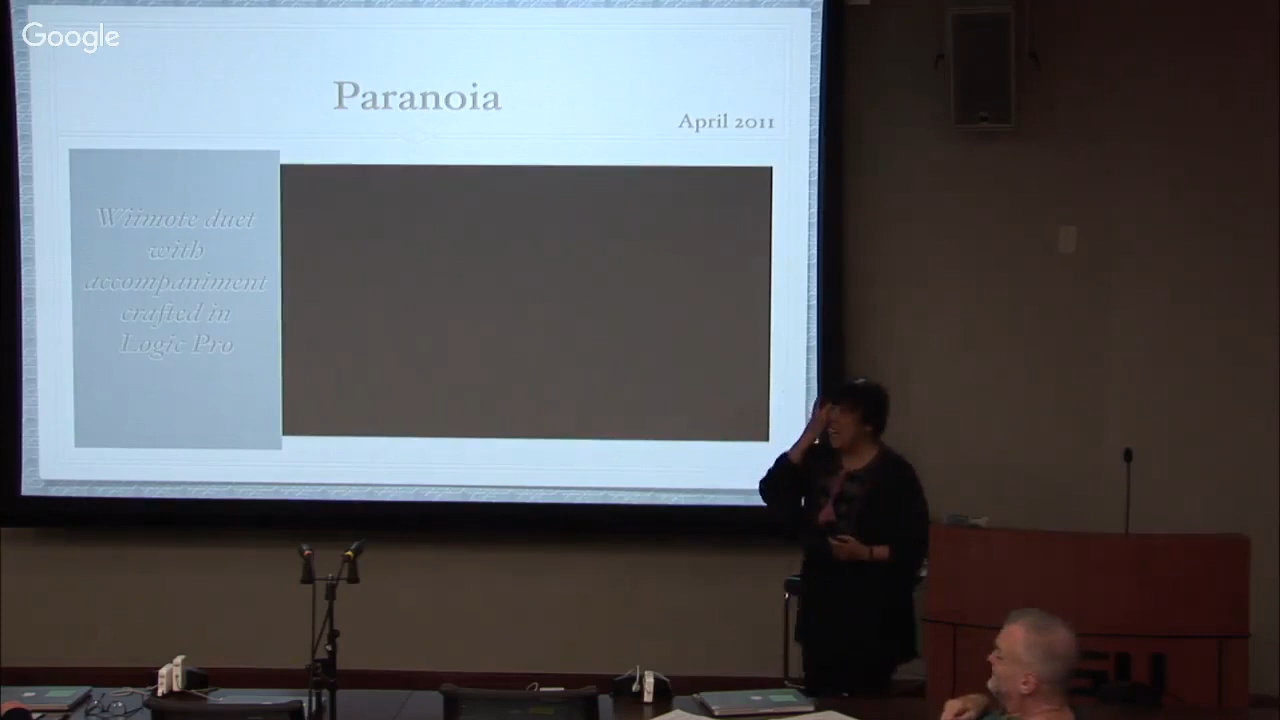 Google
Paranoia
April 2011
Wiimote duet
with
accompaniment
crafted in
Logic Pro